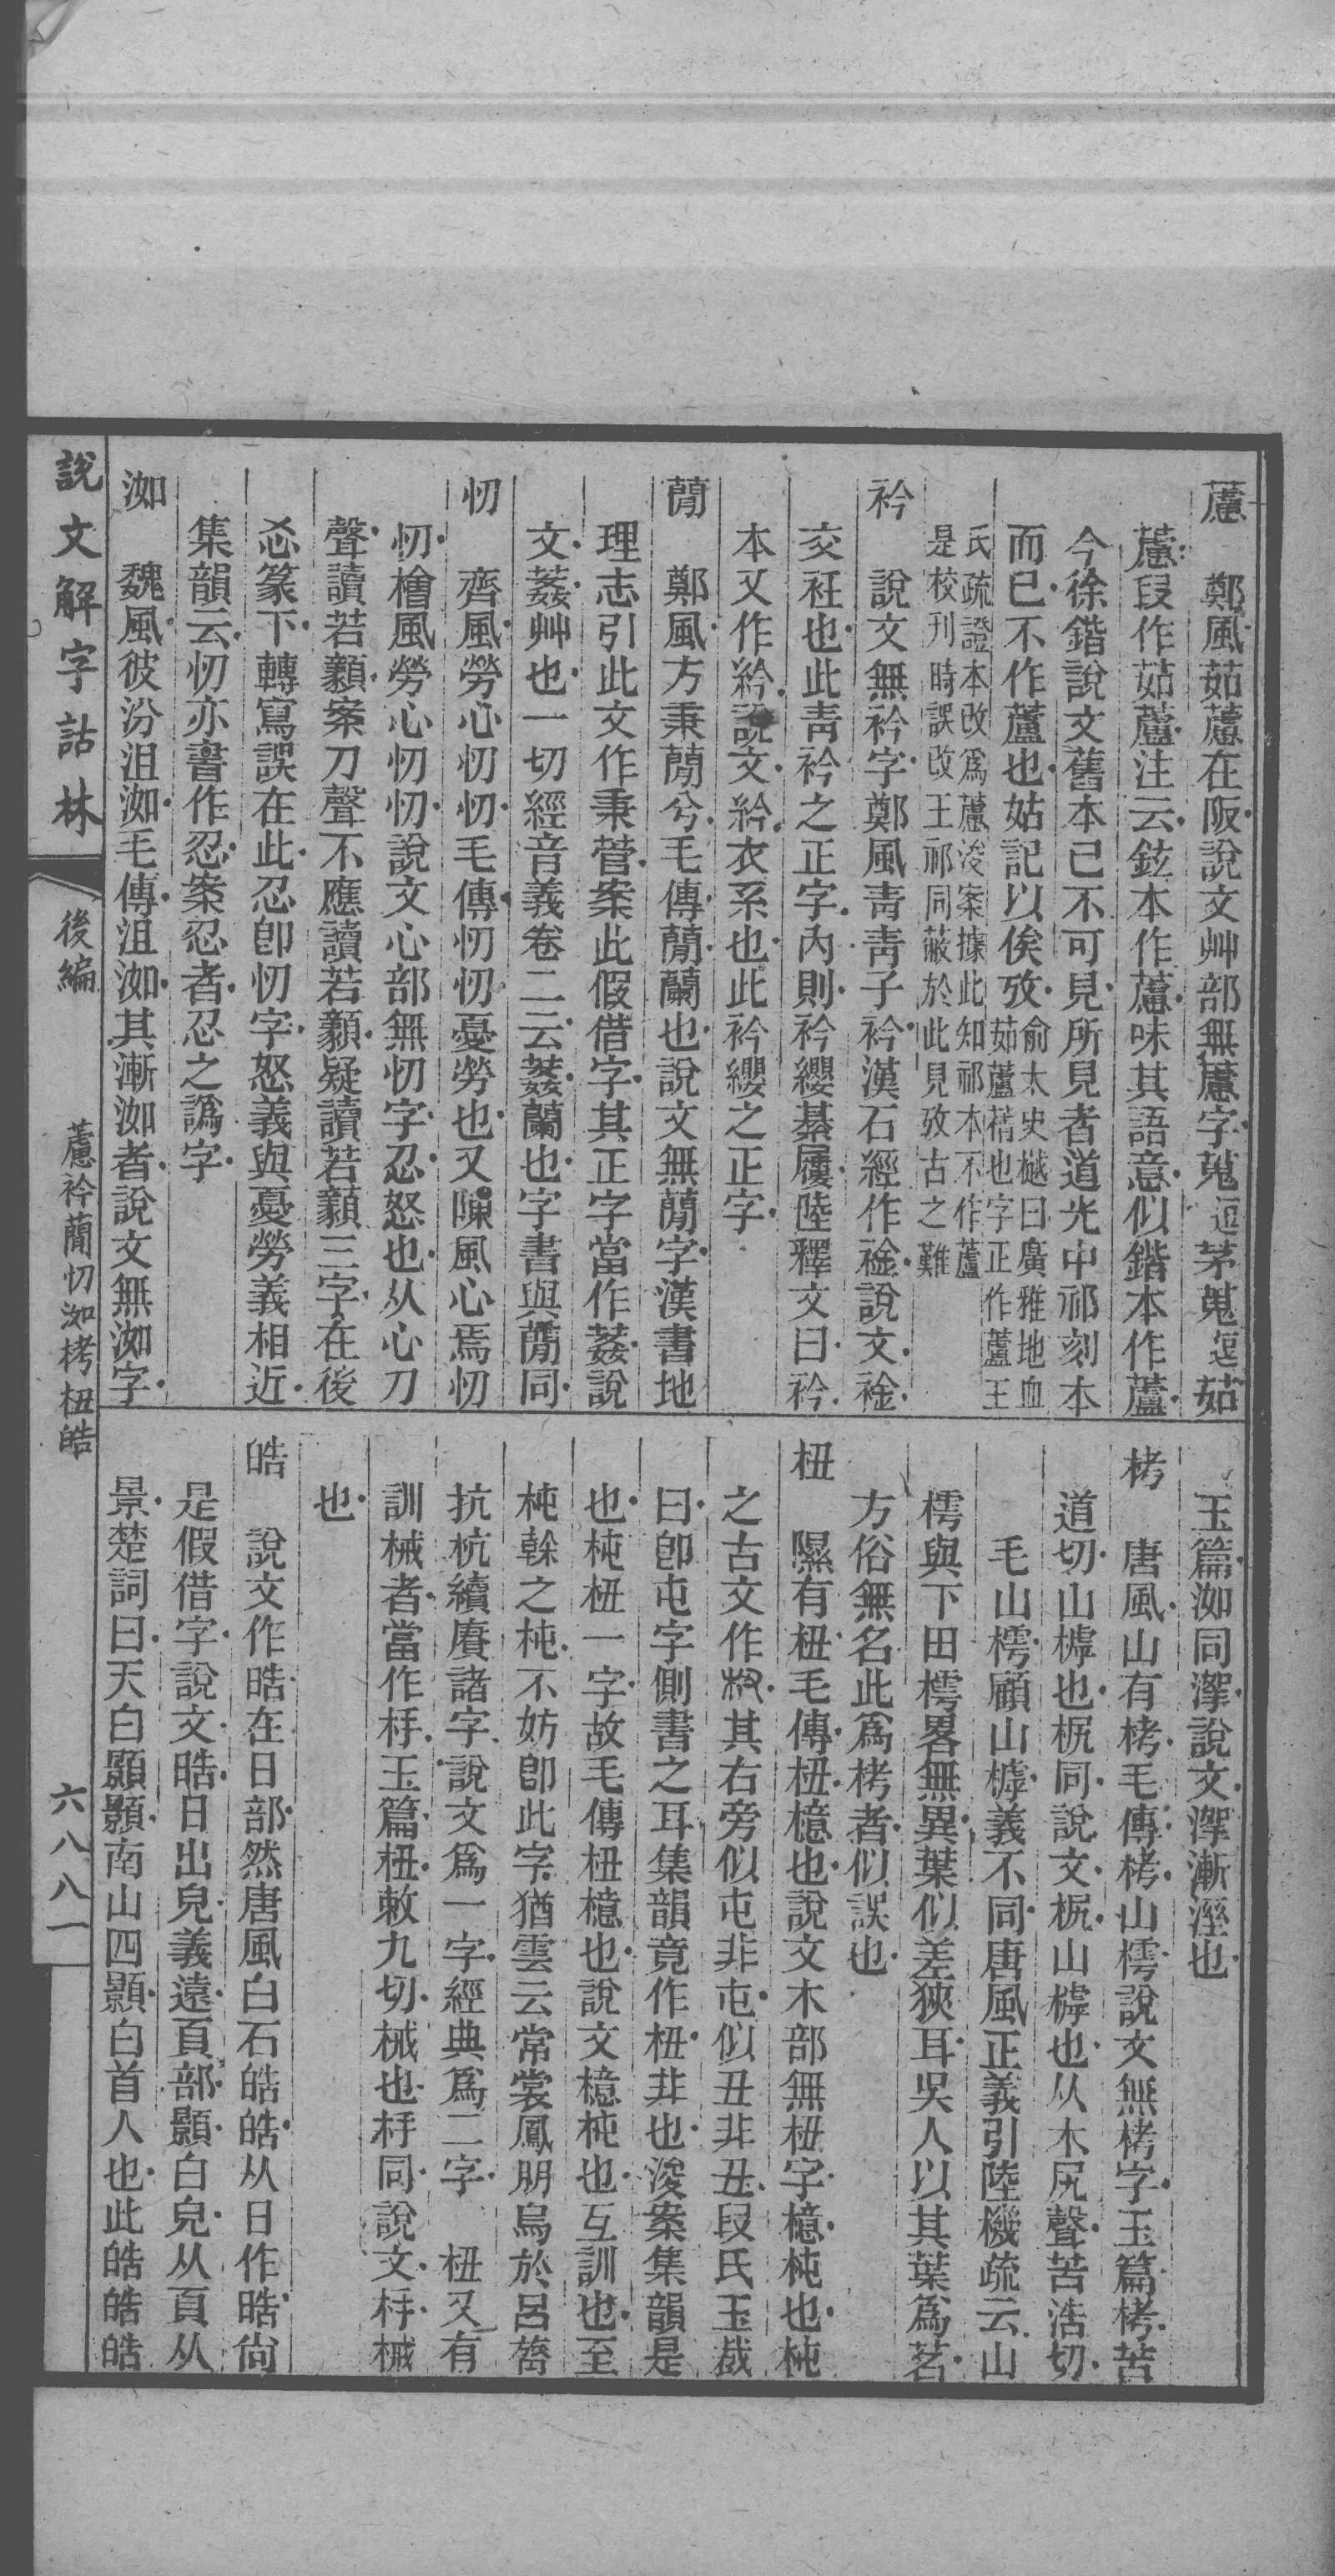 藘　鄭風茹藘在阪說文艸部無藘字蒐逗茅蒐逗茹
藘段作茹蘆注云鉉本作藘味其語意似鍇本作蘆
今徐鍇說文舊本已不可見所見者道光中祁刻本
而已不作蘆也姑記以俟攷俞太史樾曰廣雅地血茹蘆蒨也字正作蘆王
氏疏證本改爲藘浚案據此知祁本不作蘆是校刊時誤改王祁同蔽於此見攷古之難
衿　說文無衿字鄭風靑靑子衿漢石經作䘳說文䘳
交衽也此靑衿之正字內則衿纓綦屨陸釋文曰衿
本又作紟說文紟衣系也此衿纓之正字
蕑　鄭風方秉蕑兮毛傳蕑蘭也說文無蕑字漢書地
理志引此文作秉菅案此假借字其正字當作葌說
文葌艸也一切經音義卷二云葌蘭也字書與蕑同
忉　齊風勞心忉忉毛傳忉忉憂勞也又陳風心焉忉
忉檜風勞心忉忉說文心部無忉字忍怒也从心刀
聲讀若顡案刀聲不應讀若顡疑讀若顡三字在後
忞篆下轉寫誤在此忍卽忉字怒義與憂勞義相近
集韻云忉亦書作忍案忍者忍之譌字
洳　魏風彼汾沮洳毛傳沮洳其漸洳者說文無洳字
玉篇洳同㵖說文㵖漸溼也
栲　唐風山有栲毛傳栲山樗說文無栲字玉篇栲苦
道切山樗也㭒同說文㭒山樗也从木尻聲苦浩切
毛山樗顧山㯉義不同唐風正義引陸機疏云山
樗與下田樗畧無異葉似差狹耳吳人以其葉爲茗
方俗無名此爲栲者似誤也
杻　隰有杻毛傳杻檍也說文木部無杻字檍杶也杶
之古文作㭃其右旁似屯非屯似丑非丑段氏玉裁
曰卽屯字側書之耳集韻竟作杻非也浚案集韻是
也杶杻一字故毛傳杻檍也說文檍杶也互訓也至
杶榦之杶不妨卽此字猶雲云常裳鳳朋烏於呂膂
抗杭續賡諸字說文爲一字經典爲二字　杻又有
訓械者當作杽玉篇杻敕九切械也杽同說文杽械
也
皓　說文作晧在日部然唐風白石皓皓从日作晧尙
是假借字說文晧日出皃義遠頁部顥白皃从頁从
景楚詞曰天白顥顥南山四顥白首人也此皓皓皓
說文解字詁林　後編　藘衿蕑忉洳栲杻皓　六八八一